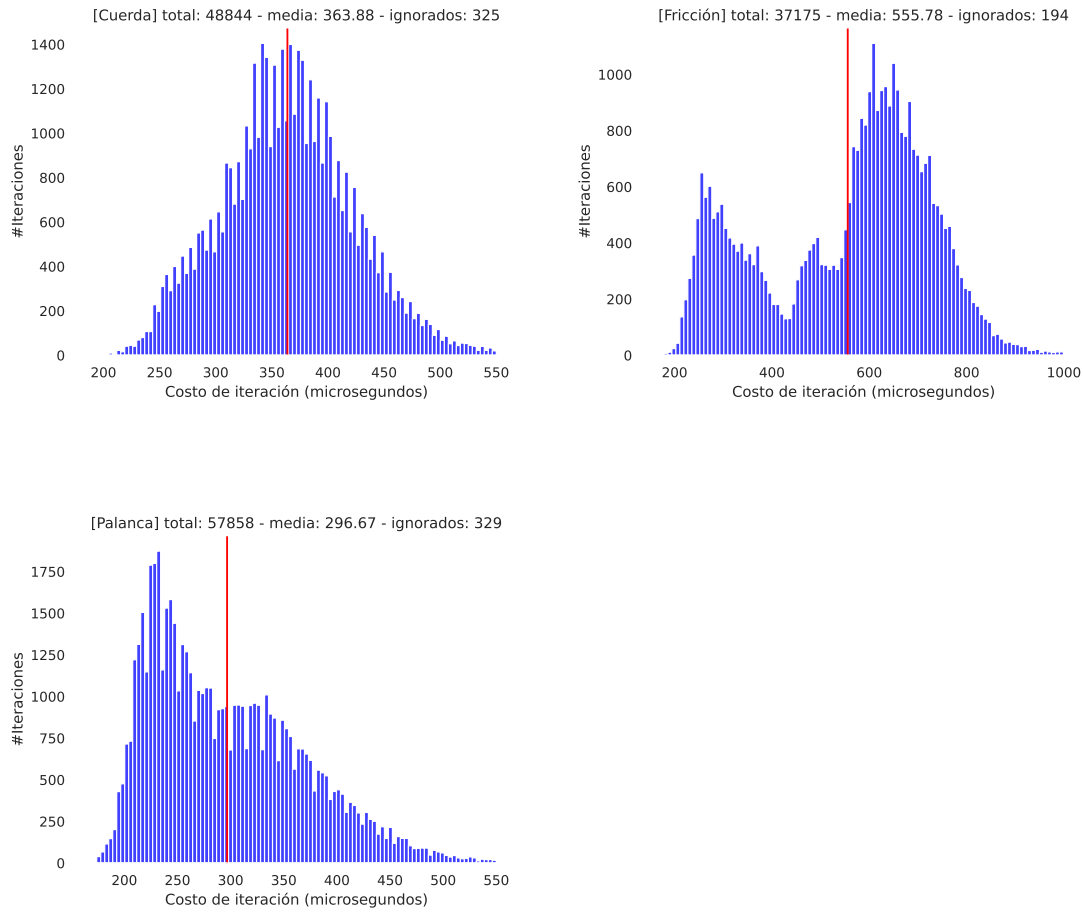 [Cuerda] total: 48844 - media: 363.88 - ignorados: 325
1400
1200
1000
800
600
400
200
0
#Iteraciones
200 250 300 350 400 450 500 550
Costo de iteración (microsegundos)
[Fricción] total: 37175 - media: 555.78 - ignorados: 194
1000
800
600
400
200
0
#Iteraciones
200 400 600 800 1000
Costo de iteración (microsegundos)
[Palanca] total: 57858 - media: 296.67 - ignorados: 329
1750
1500
1250
1000
750
500
250
0
#Iteraciones
200 250 300 350 400 450 500 550
Costo de iteración (microsegundos)